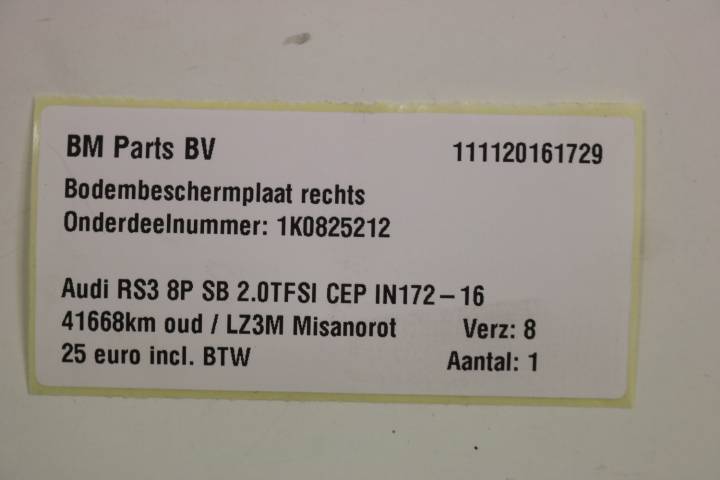 BM Parts BV 111120161729
Bodembeschermplaat rechts
Onderdeelnummer: 1K0825212
Audi RS3 8P SB 2.0TFSI CEP IN172-16
41668km oud / LZ3M Misanorot Verz: 8
25 euro incl. BTW Aantal: 1